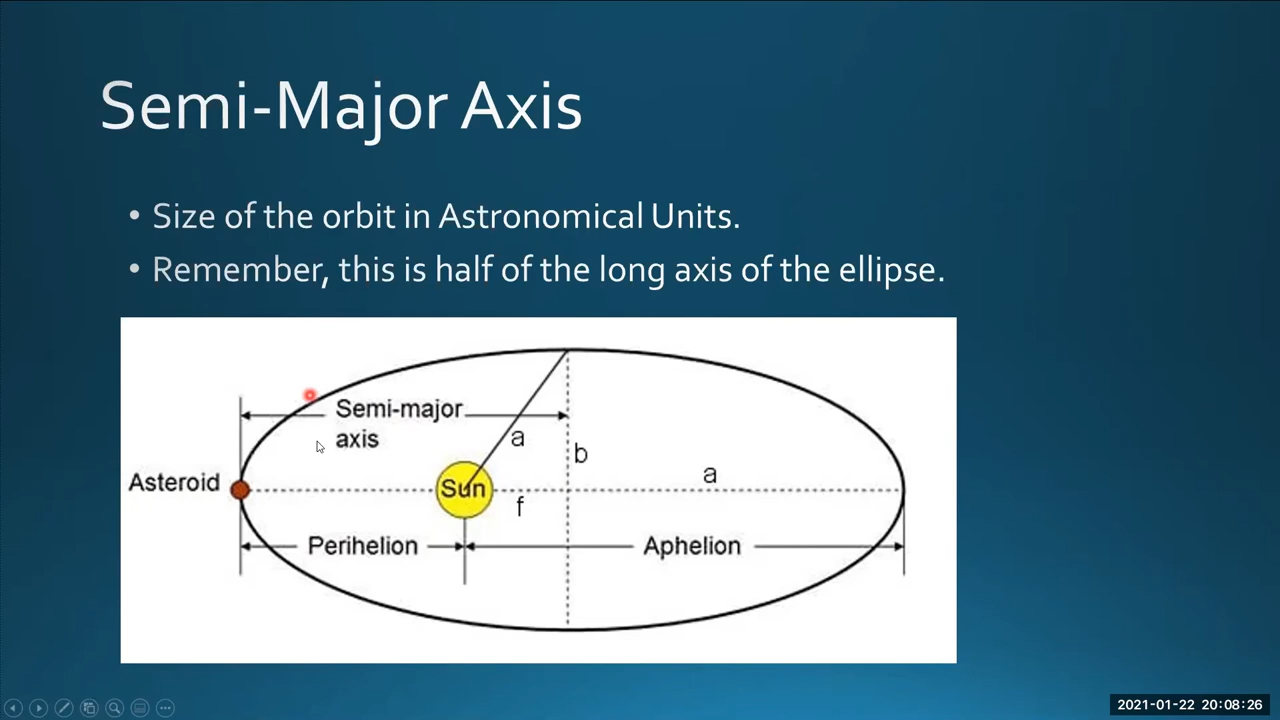 Semi-Major Axis
• Size of the orbit in Astronomical Units.
• Remember, this is half of the long axis of the ellipse.
Semi-major
axis
a
b
a
Asteroid
Sun
f
Perihelion
Aphelion
2021-01-22 20:08:26